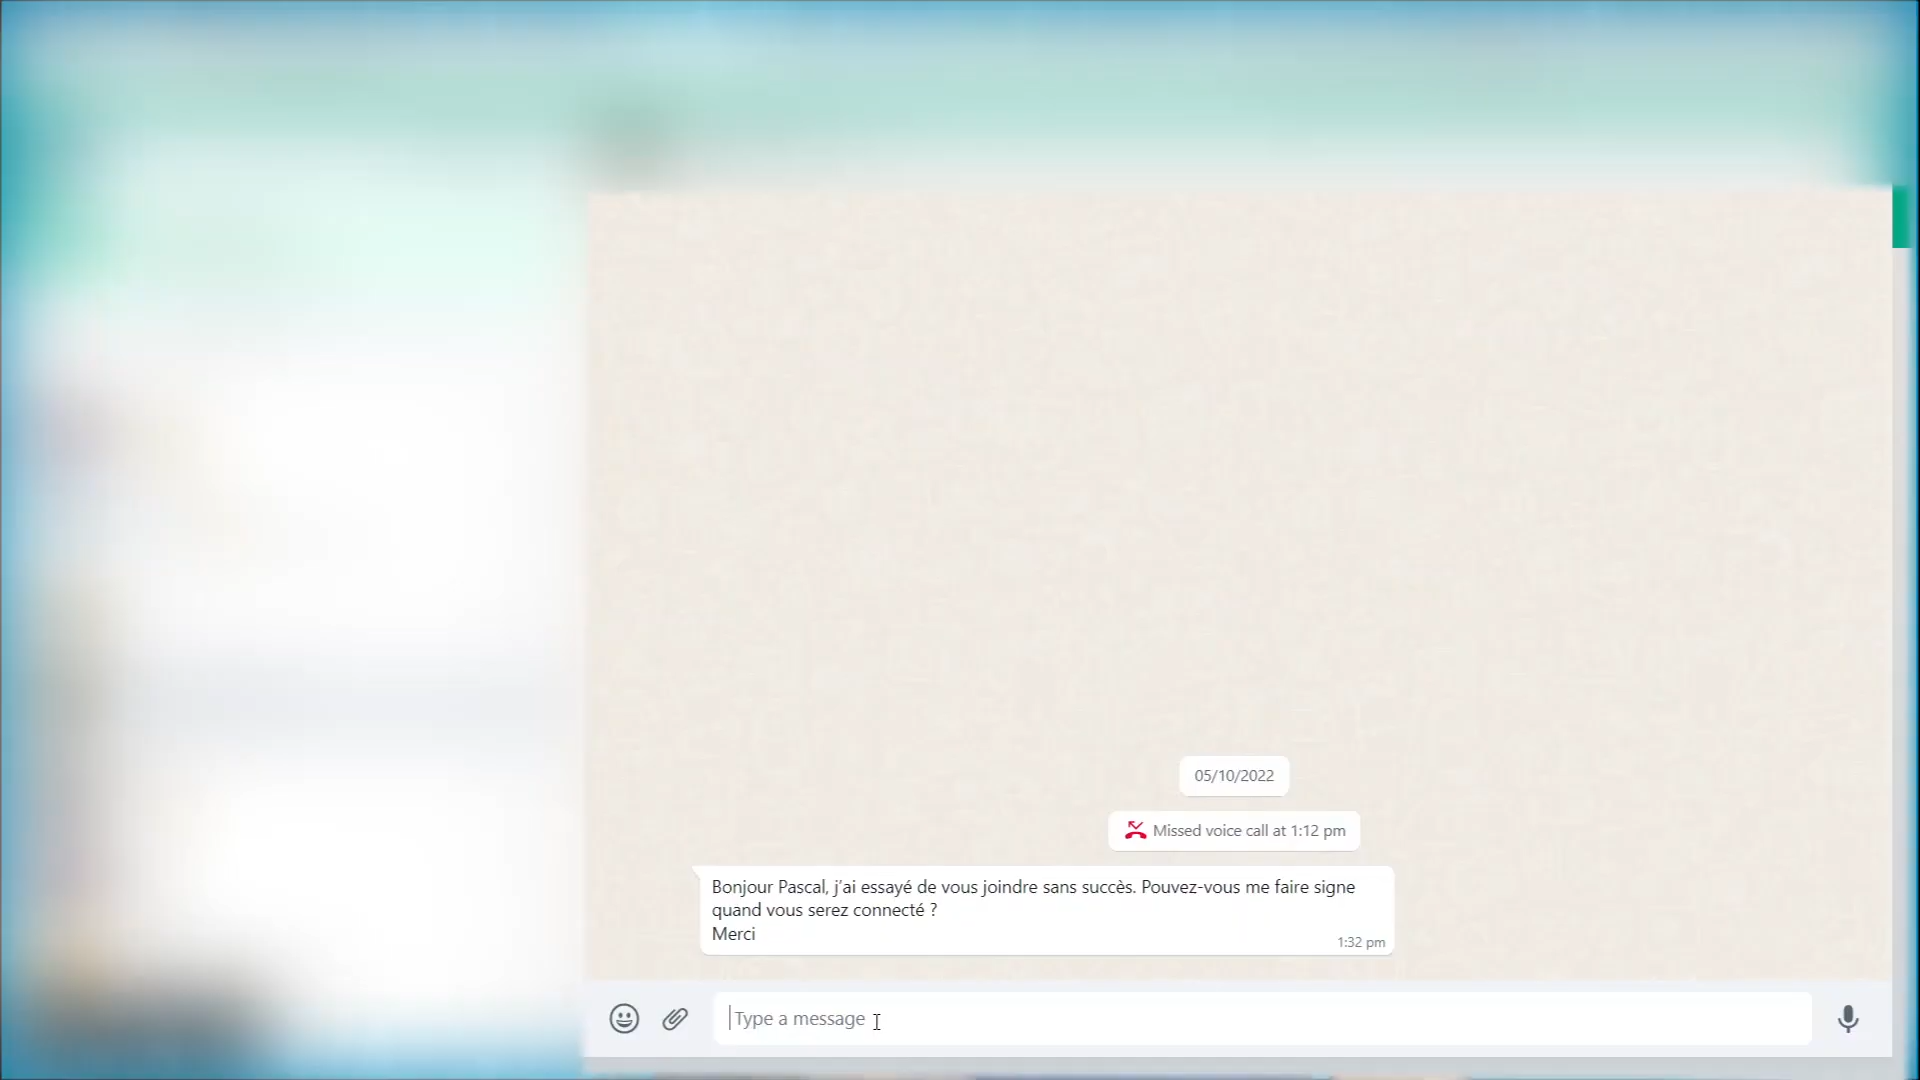 05/10/2022
Missed voice call at 1:12 pm
Bonjour Pascal, j'ai essayé de vous joindre sans succès. Pouvez-vous me faire signe
quand vous serez connecté ?
Merci
1:32 pm
Type a message